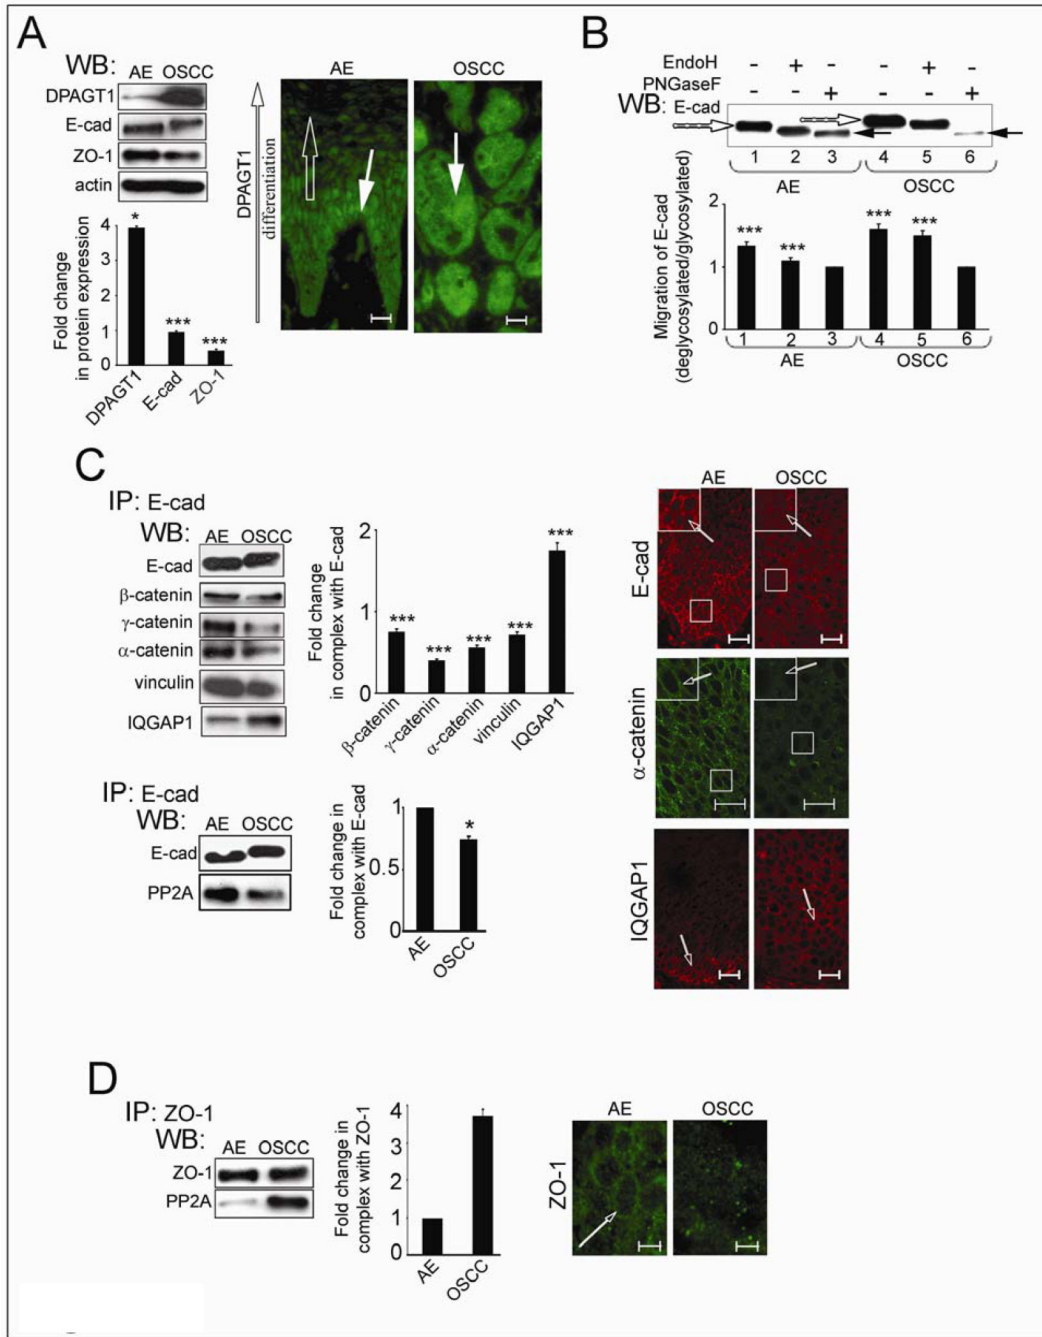 A
WB: AE OSCC
DPAGT1
E-cad
ZO-1
actin
Fold change
in protein expression
4
3
2
1
0
*
***
***
DPAGT1
E-cad
ZO-1
AE
OSCC
DPAGT1
differentiation
B
EndoH - + - - + -
PNGaseF - - + - - +
WB: E-cad
1 2 3 4 5 6
AE OSCC
Migration of E-cad
(deglycosylated/glycosylated)
2
1
0
*** *** *** ***
1 2 3 4 5 6
AE OSCC
C
IP: E-cad
WB: AE OSCC
E-cad
β-catenin
γ-catenin
α-catenin
vinculin
IQGAP1
Fold change
in complex with E-cad
2
1
0
*** *** *** *** ***
β-catenin
γ-catenin
α-catenin
vinculin
IQGAP1
IP: E-cad
WB: AE OSCC
E-cad
PP2A
Fold change in
complex with E-cad
1
0.5
0
*
AE
OSCC
AE OSCC
E-cad
α-catenin
IQGAP1
D
IP: ZO-1
WB: AE OSCC
ZO-1
PP2A
Fold change in
complex with ZO-1
4
3
2
1
0
AE
OSCC
AE OSCC
ZO-1